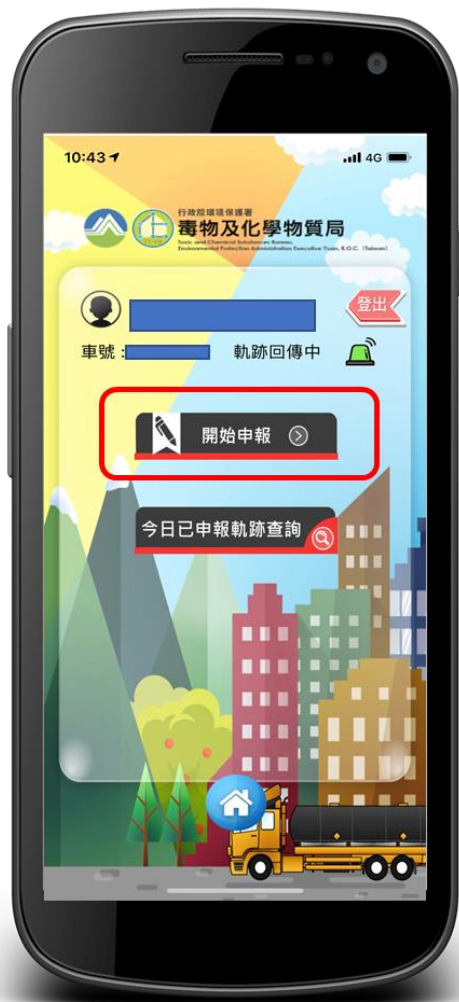 10:43
4G
行政院環境保護署
毒物及化學物質局
Toxic and Chemical Substances Bureau,
Environmental Protection Administration Executive Yuan, R.O.C. (Taiwan)
登出
車號： 軌跡回傳中
開始申報
今日已申報軌跡查詢